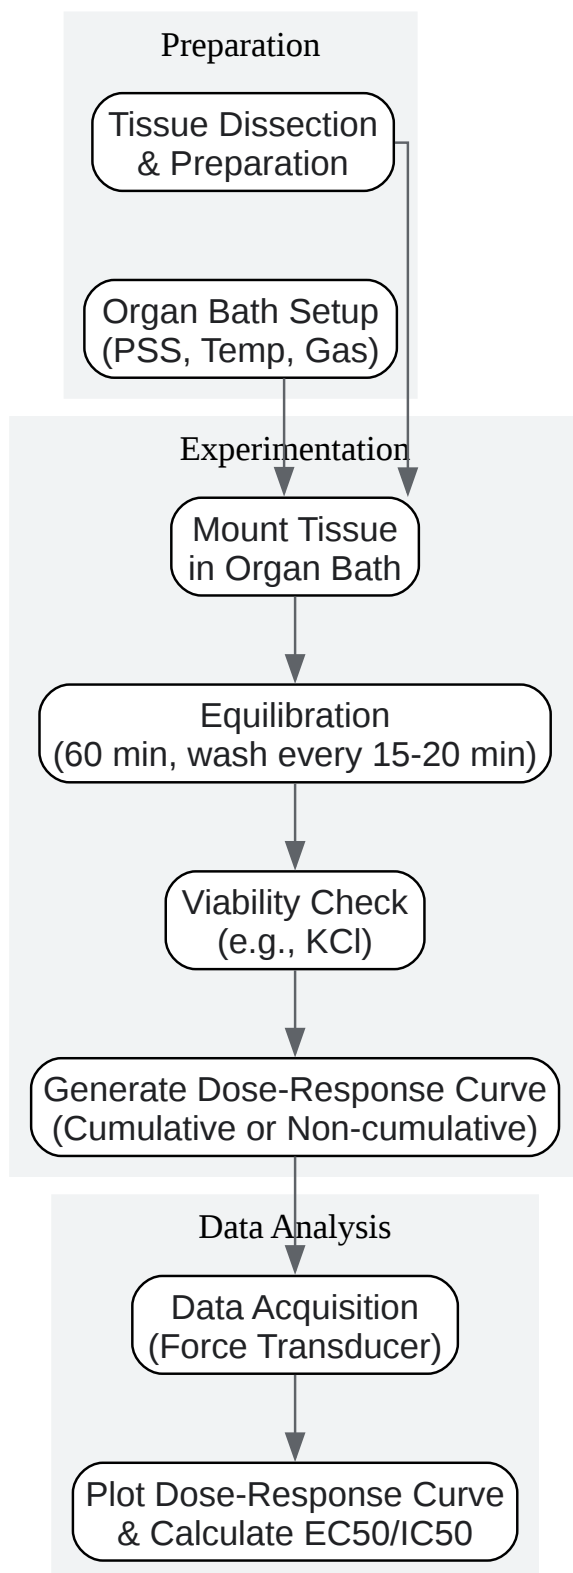 Preparation
Tissue Dissection
& Preparation
Organ Bath Setup
(PSS, Temp, Gas)
Experimentation
Mount Tissue
in Organ Bath
Equilibration
(60 min, wash every 15-20 min)
Viability Check
(e.g., KCl)
Generate Dose-Response Curve
(Cumulative or Non-cumulative)
Data Analysis
Data Acquisition
(Force Transducer)
Plot Dose-Response Curve
& Calculate EC50/IC50